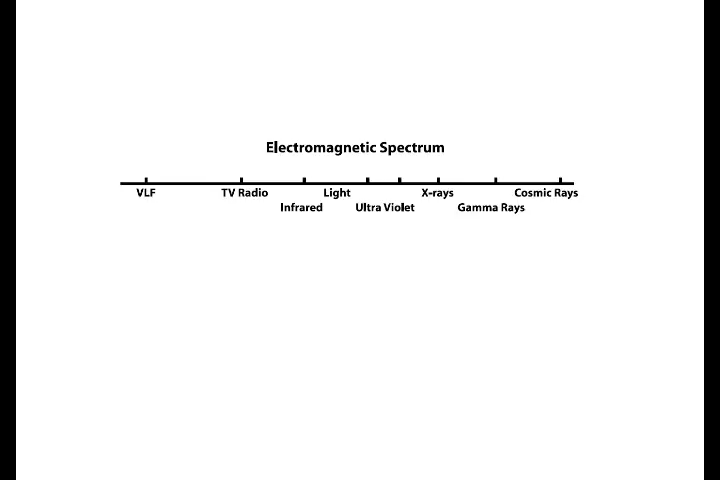 Electromagnetic Spectrum
VLF TV Radio Light X-rays Cosmic Rays
Infrared Ultra Violet Gamma Rays